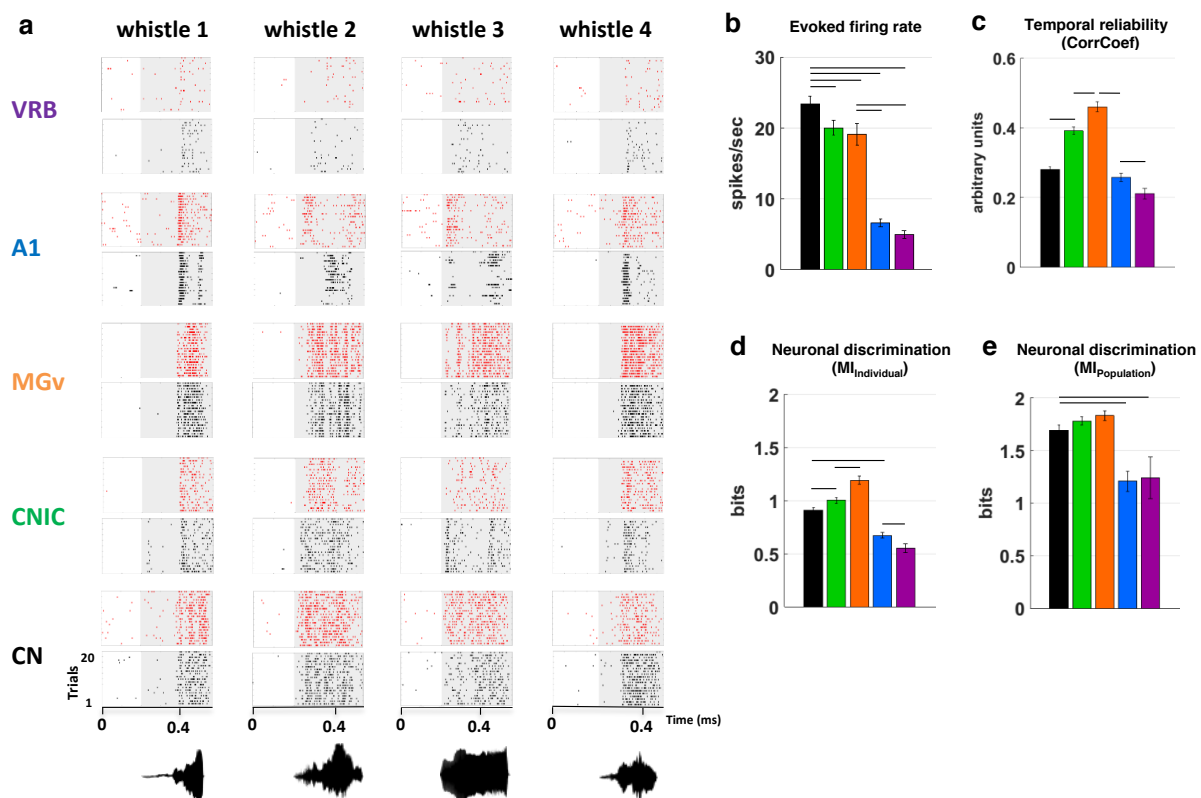 a
whistle 1 whistle 2 whistle 3 whistle 4
VRB
A1
MGv
CNIC
CN
Trials
20
1
0 0.4 0 0.4 0 0.4 0 0.4 Time (ms)
b
Evoked firing rate
spikes/sec
30
20
10
0
c
Temporal reliability
(CorrCoef)
arbitrary units
0.6
0.4
0.2
0
d
Neuronal discrimination
(MIIndividual)
bits
2
1.5
1
0.5
0
e
Neuronal discrimination
(MIPopulation)
bits
2
1.5
1
0.5
0